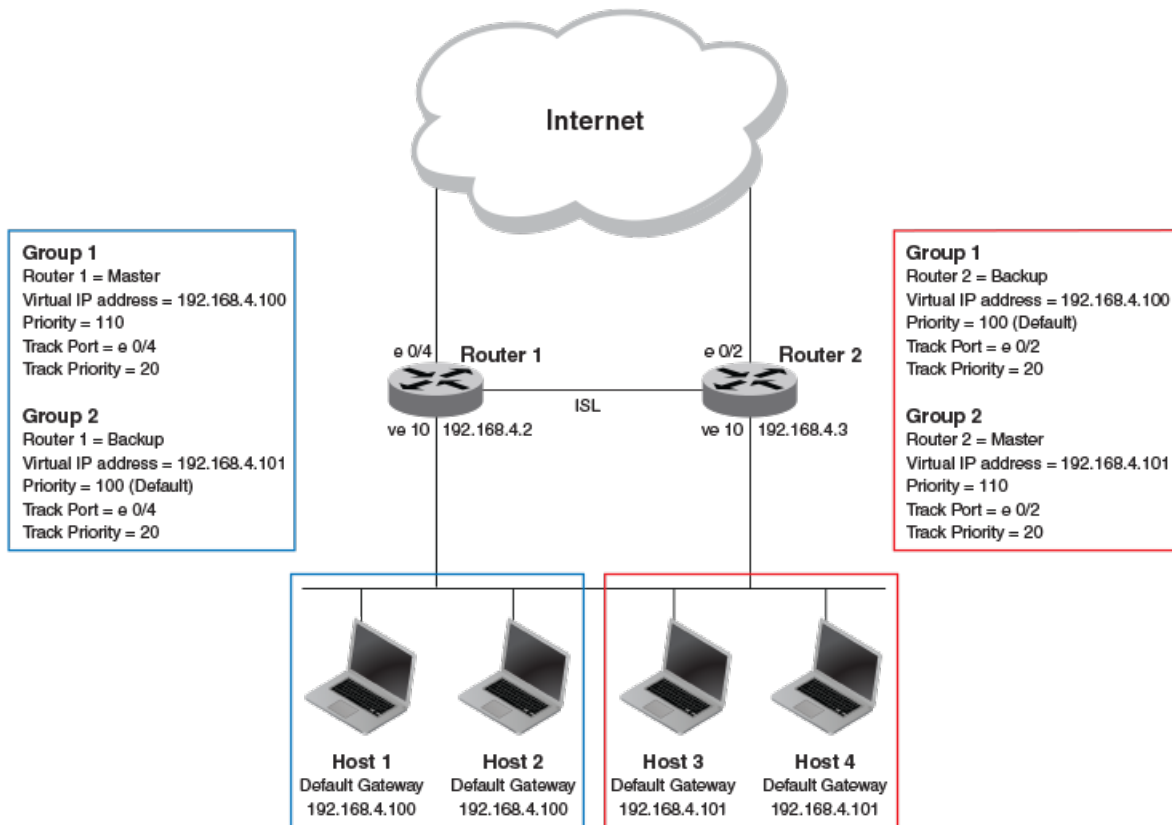 Internet
Group 1
Router 1 = Master
Virtual IP address = 192.168.4.100
Priority = 110
Track Port = e 0/4
Track Priority = 20
Group 2
Router 1 = Backup
Virtual IP address = 192.168.4.101
Priority = 100 (Default)
Track Port = e 0/4
Track Priority = 20
Group 1
Router 2 = Backup
Virtual IP address = 192.168.4.100
Priority = 100 (Default)
Track Port = e 0/2
Track Priority = 20
Group 2
Router 2 = Master
Virtual IP address = 192.168.4.101
Priority = 110
Track Port = e 0/2
Track Priority = 20
e 0/4
Router 1
e 0/2
Router 2
ISL
ve 10
192.168.4.2
ve 10
192.168.4.3
Host 1
Default Gateway
192.168.4.100
Host 2
Default Gateway
192.168.4.100
Host 3
Default Gateway
192.168.4.101
Host 4
Default Gateway
192.168.4.101